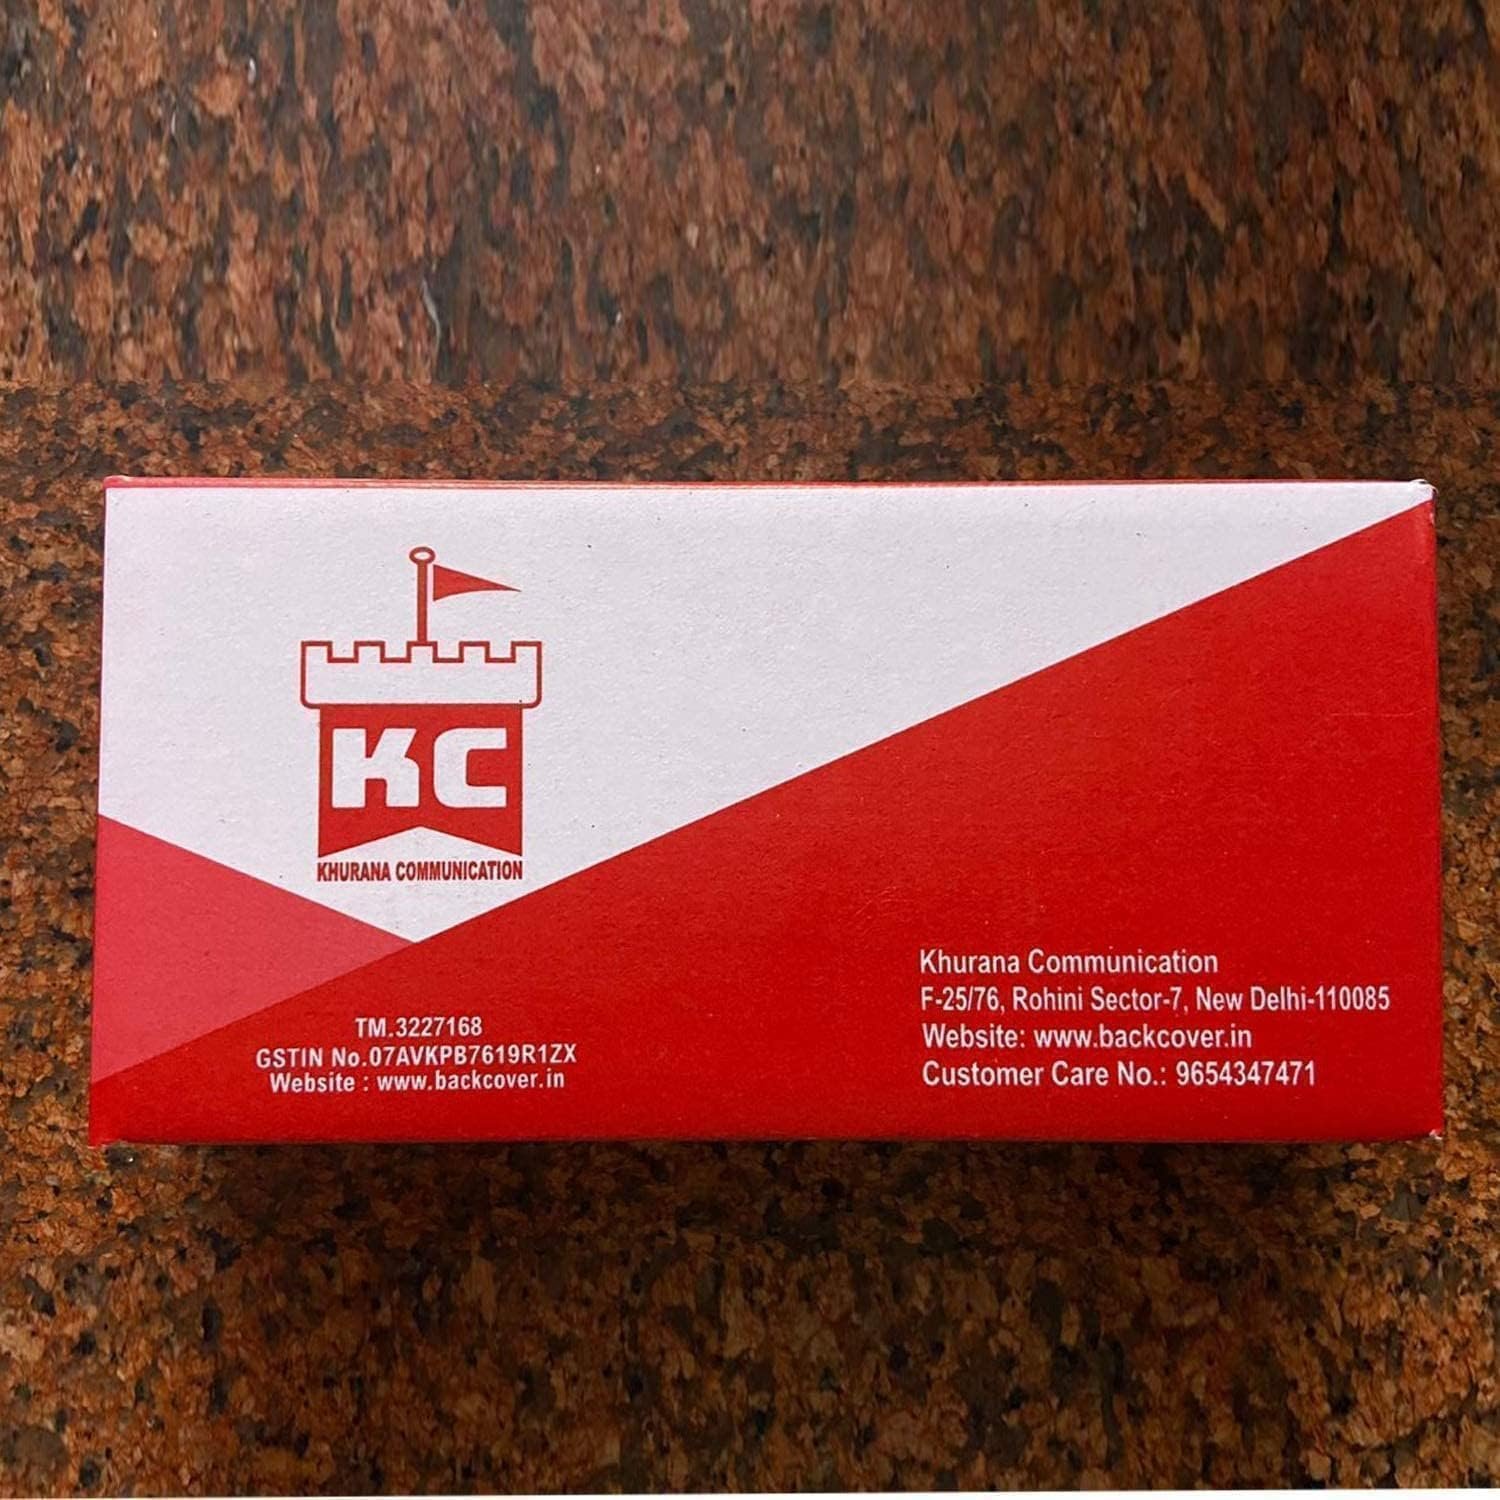 KC
KHURANA COMMUNICATION
TM.3227168
GSTIN No.07AVKPB7619R1ZX
Website : www.backcover.in
Khurana Communication
F-25/76, Rohini Sector-7, New Delhi-110085
Website: www.backcover.in
Customer Care No.: 9654347471